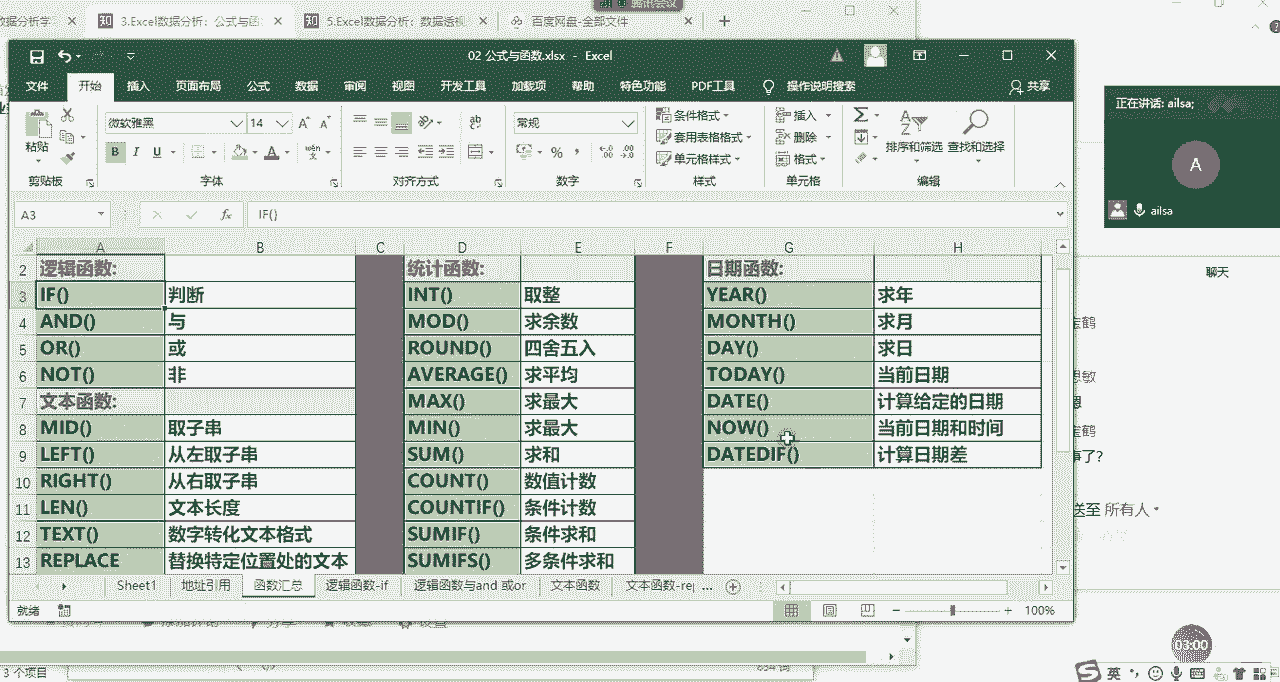 3.Excel数据分析：公式与函
5.Excel数据分析：数据透视
百度网盘-全部文件
腾讯会议
02 公式与函数.xlsx - Excel
文件 开始 插入 页面布局 公式 数据 审阅 视图 开发工具 加载项 帮助 特色功能 PDF工具 操作说明搜索 共享
粘贴
微软雅黑 14
常规
条件格式
套用表格格式
单元格样式
插入
删除
格式
排序和筛选 查找和选择
剪贴板 字体 对齐方式 数字 样式 单元格 编辑
A3 fx IF()
A B C D E F G H
2 逻辑函数: 统计函数: 日期函数:
3 IF() 判断 INT() 取整 YEAR() 求年
4 AND() 与 MOD() 求余数 MONTH() 求月
5 OR() 或 ROUND() 四舍五入 DAY() 求日
6 NOT() 非 AVERAGE() 求平均 TODAY() 当前日期
7 文本函数: MAX() 求最大 DATE() 计算给定的日期
8 MID() 取子串 MIN() 求最大 NOW() 当前日期和时间
9 LEFT() 从左取子串 SUM() 求和 DATEDIF() 计算日期差
10 RIGHT() 从右取子串 COUNT() 数值计数
11 LEN() 文本长度 COUNTIF() 条件计数
12 TEXT() 数字转化文本格式 SUMIF() 条件求和
13 REPLACE 替换特定位置处的文本 SUMIFS() 多条件求和
Sheet1 地址引用 函数汇总 逻辑函数-if 逻辑函数与and 或or 文本函数 文本函数-rep ...
就绪 100%
正在讲话: ailsa;
A
ailsa
聊天
送至 所有人
03:00
3 个项目
英